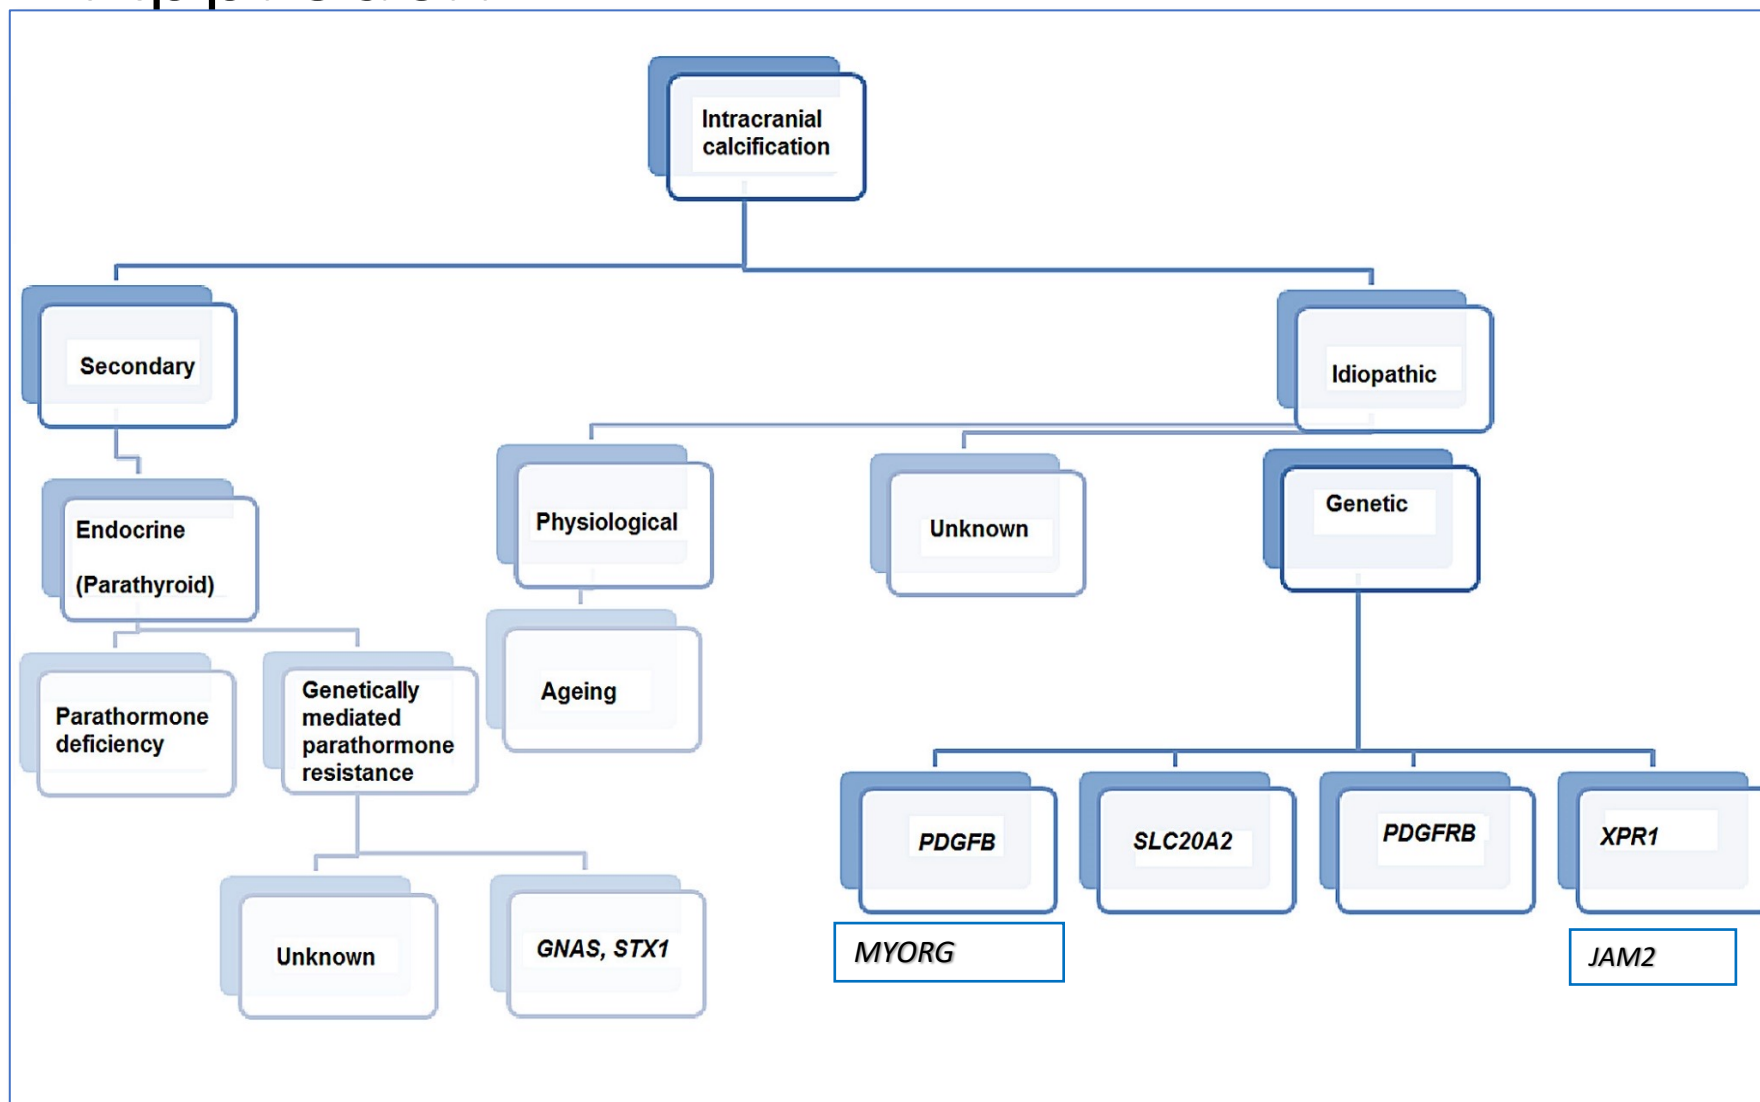 Intracranial
calcification
Secondary
Idiopathic
Endocrine
(Parathyroid)
Physiological
Unknown
Genetic
Parathormone
deficiency
Genetically
mediated
parathormone
resistance
Ageing
PDGFB
SLC20A2
PDGFRB
XPR1
Unknown
GNAS, STX1
MYORG
JAM2